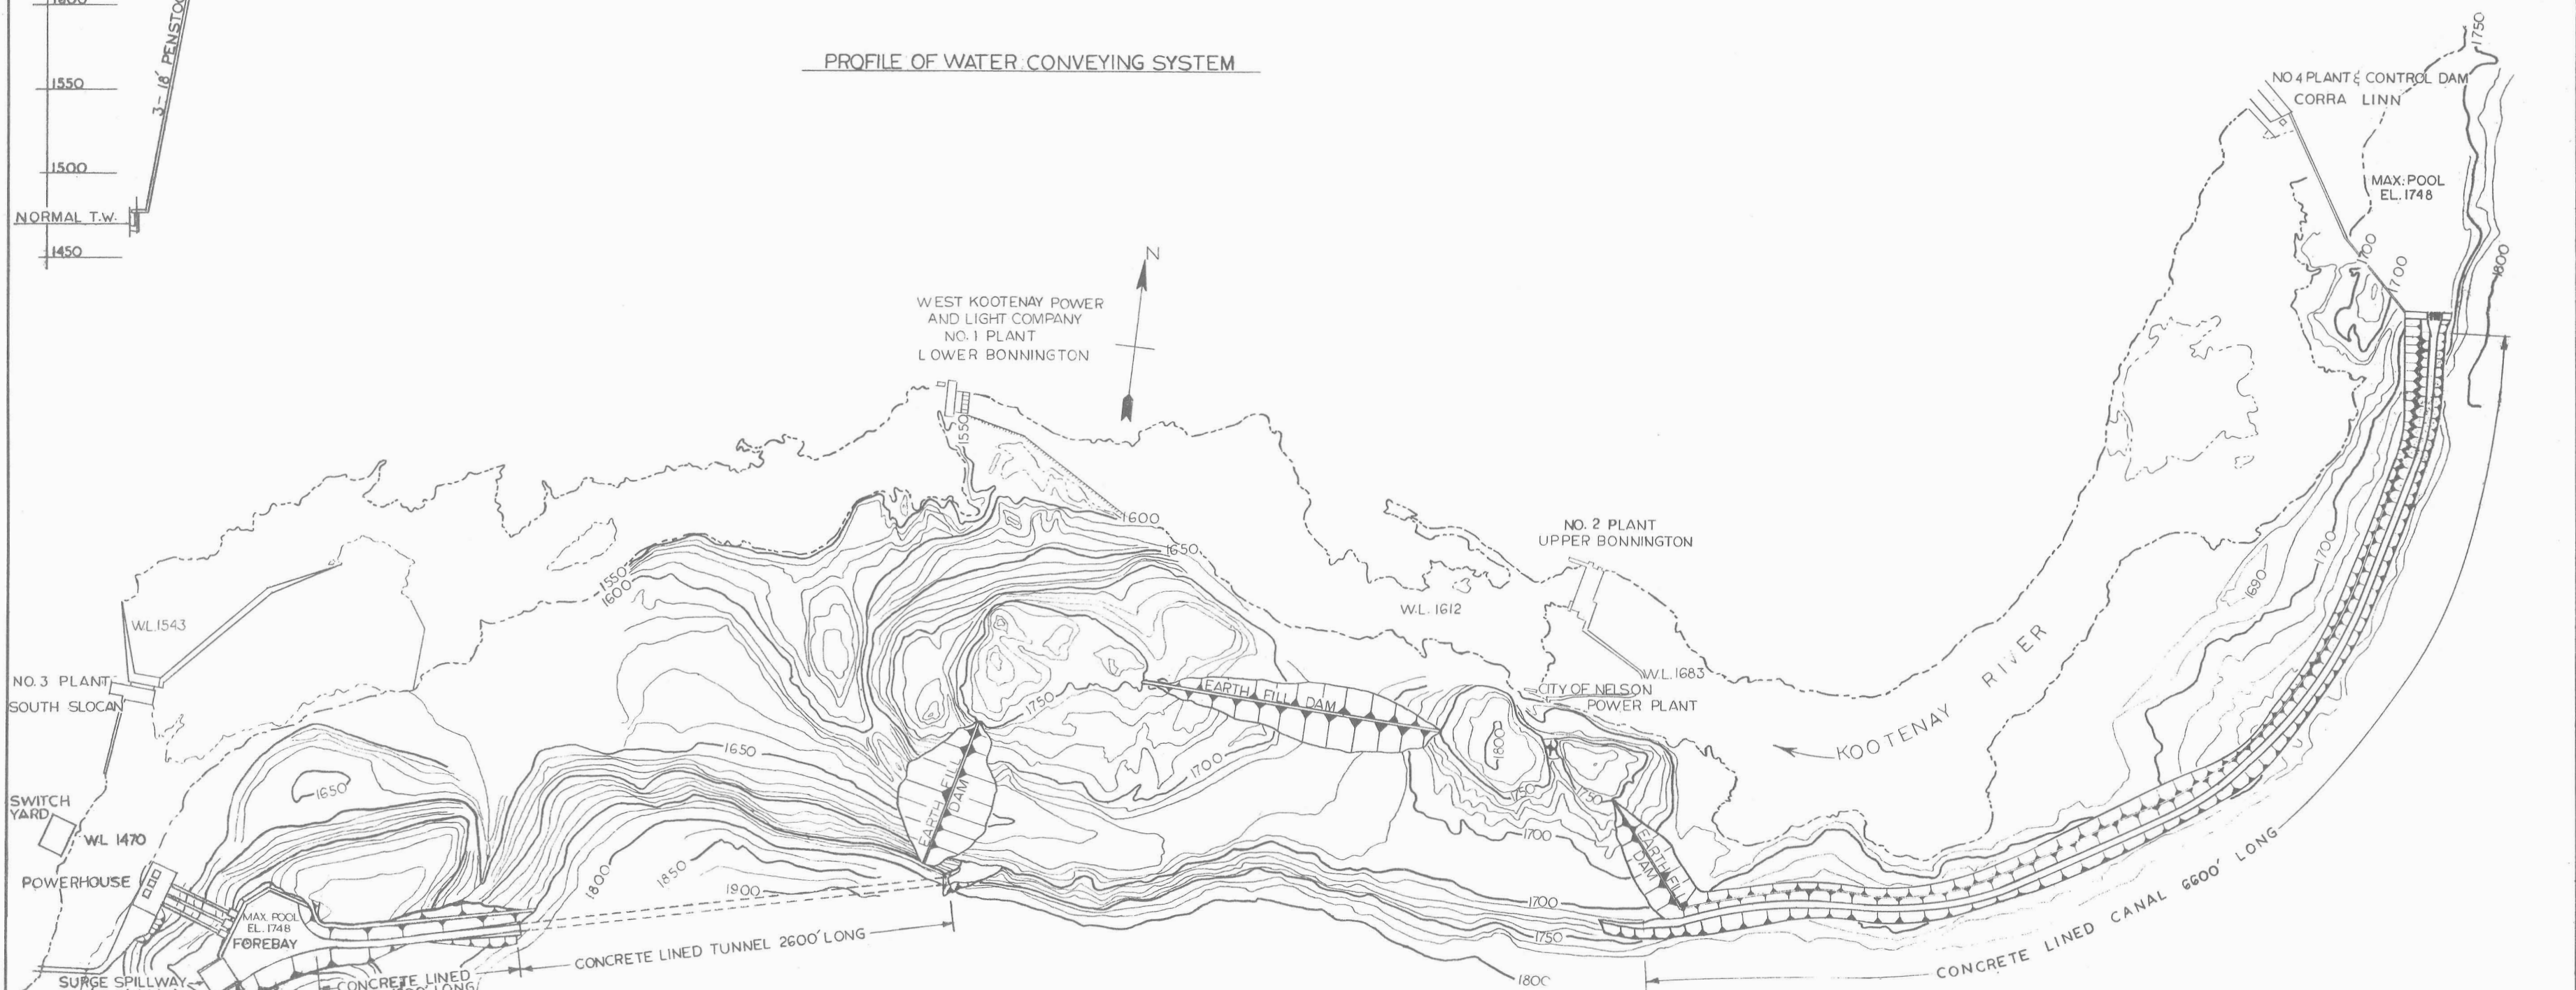 1600
3-18' PENSTOC
1550
1500
NORMAL T.W.
1450
PROFILE OF WATER CONVEYING SYSTEM
1750
NO 4 PLANT & CONTROL DAM
CORRA LINN
MAX. POOL
EL. 1748
1700
1700
1800
N
WEST KOOTENAY POWER
AND LIGHT COMPANY
NO. 1 PLANT
LOWER BONNINGTON
1550
1600
1650
1550
1600
NO. 2 PLANT
UPPER BONNINGTON
W.L. 1612
W.L. 1683
CITY OF NELSON
POWER PLANT
KOOTENAY RIVER
1690
1700
W.L. 1543
NO. 3 PLANT
SOUTH SLOCAN
1650
SWITCH
YARD
W.L 1470
POWERHOUSE
MAX. POOL
EL. 1748
FOREBAY
SURGE SPILLWAY
CONCRETE LINED
LONG
CONCRETE LINED TUNNEL 2600' LONG
1650
1800
1850
1900
EARTH FILL
DAM
1750
1700
EARTH FILL DAM
1800
1750
1750
1700
EARTH FILL
DAM
1700
1750
1800
CONCRETE LINED CANAL 6600' LONG